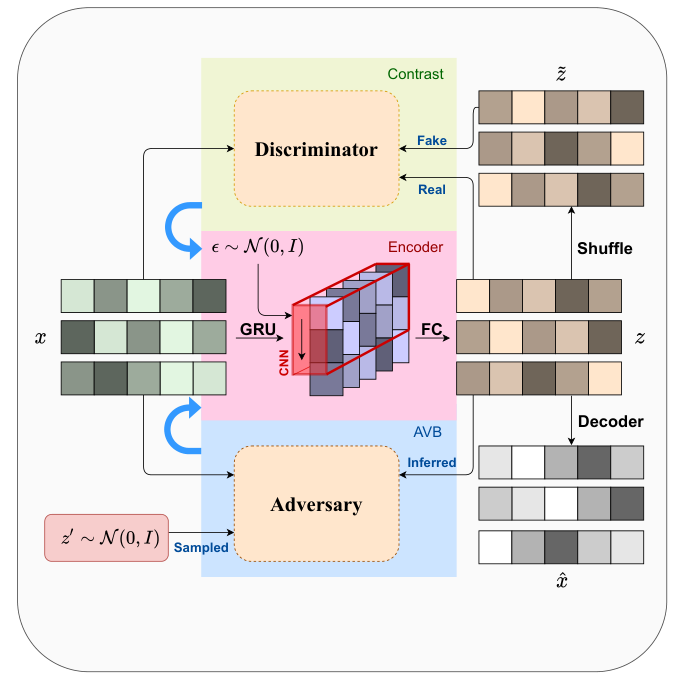 Contrast
z̃
Discriminator
Fake
Real
ϵ ∼ 𝒩(0, I)
Encoder
Shuffle
x
GRU
CNN
FC
z
AVB
Decoder
Inferred
Adversary
z′ ∼ 𝒩(0, I)
Sampled
x̂